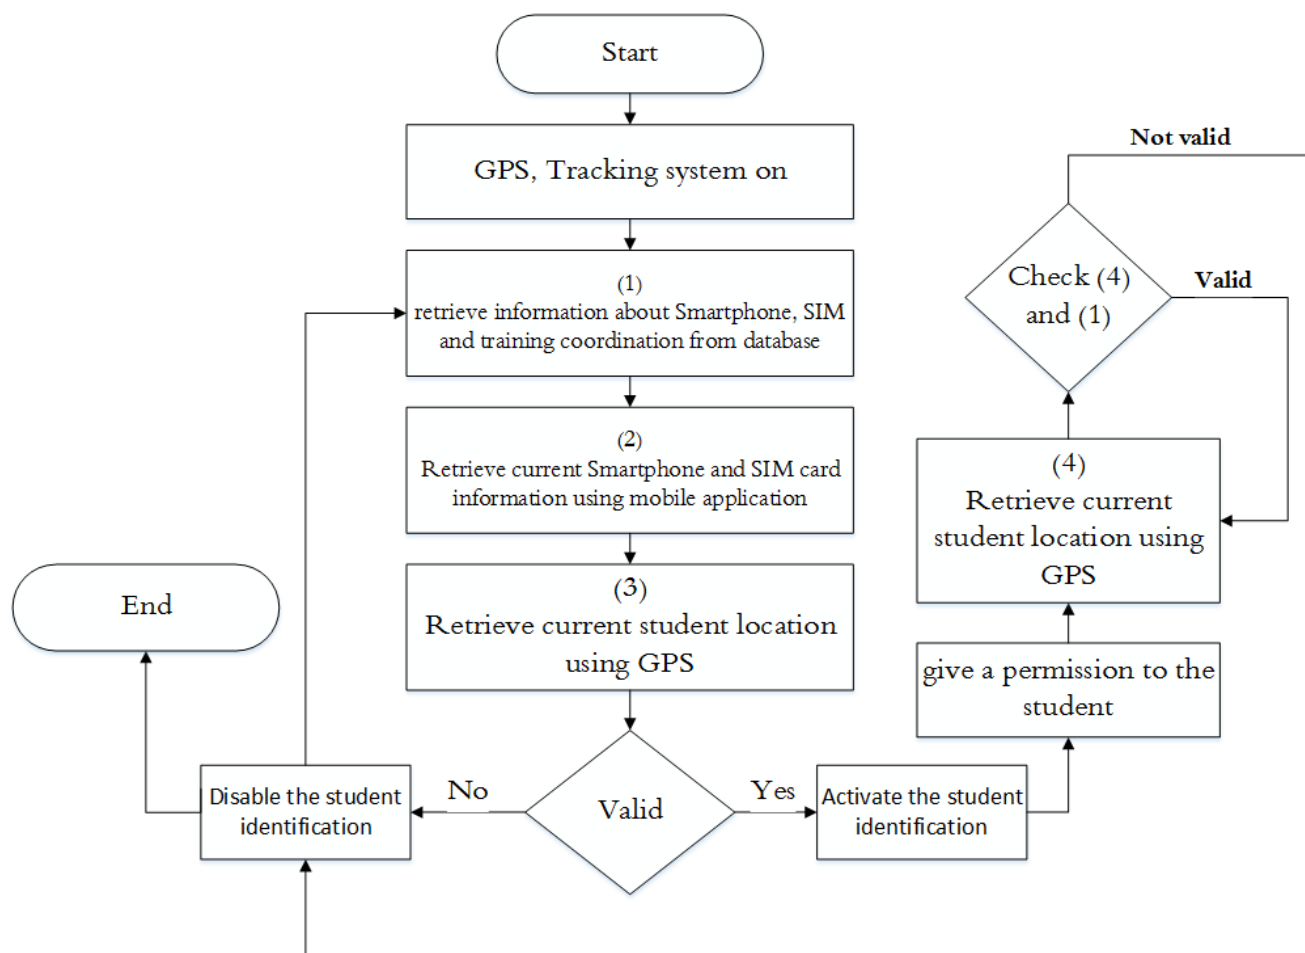 Start
GPS, Tracking system on
(1)
retrieve information about Smartphone, SIM
and training coordination from database
(2)
Retrieve current Smartphone and SIM card
information using mobile application
(3)
Retrieve current student location
using GPS
Valid
No
Yes
Disable the student
identification
End
Activate the student
identification
give a permission to the
student
(4)
Retrieve current
student location using
GPS
Check (4)
and (1)
Not valid
Valid